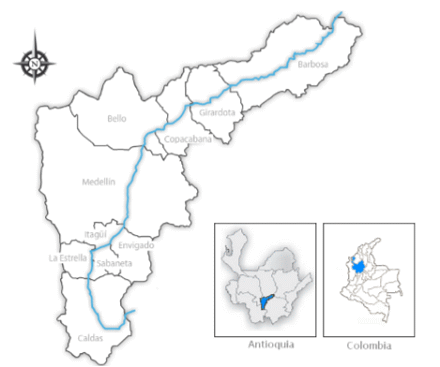 N
Barbosa
Girardota
Bello
Copacabana
Medellín
Itagüí
Envigado
La Estrella
Sabaneta
Caldas
Antioquia
Colombia